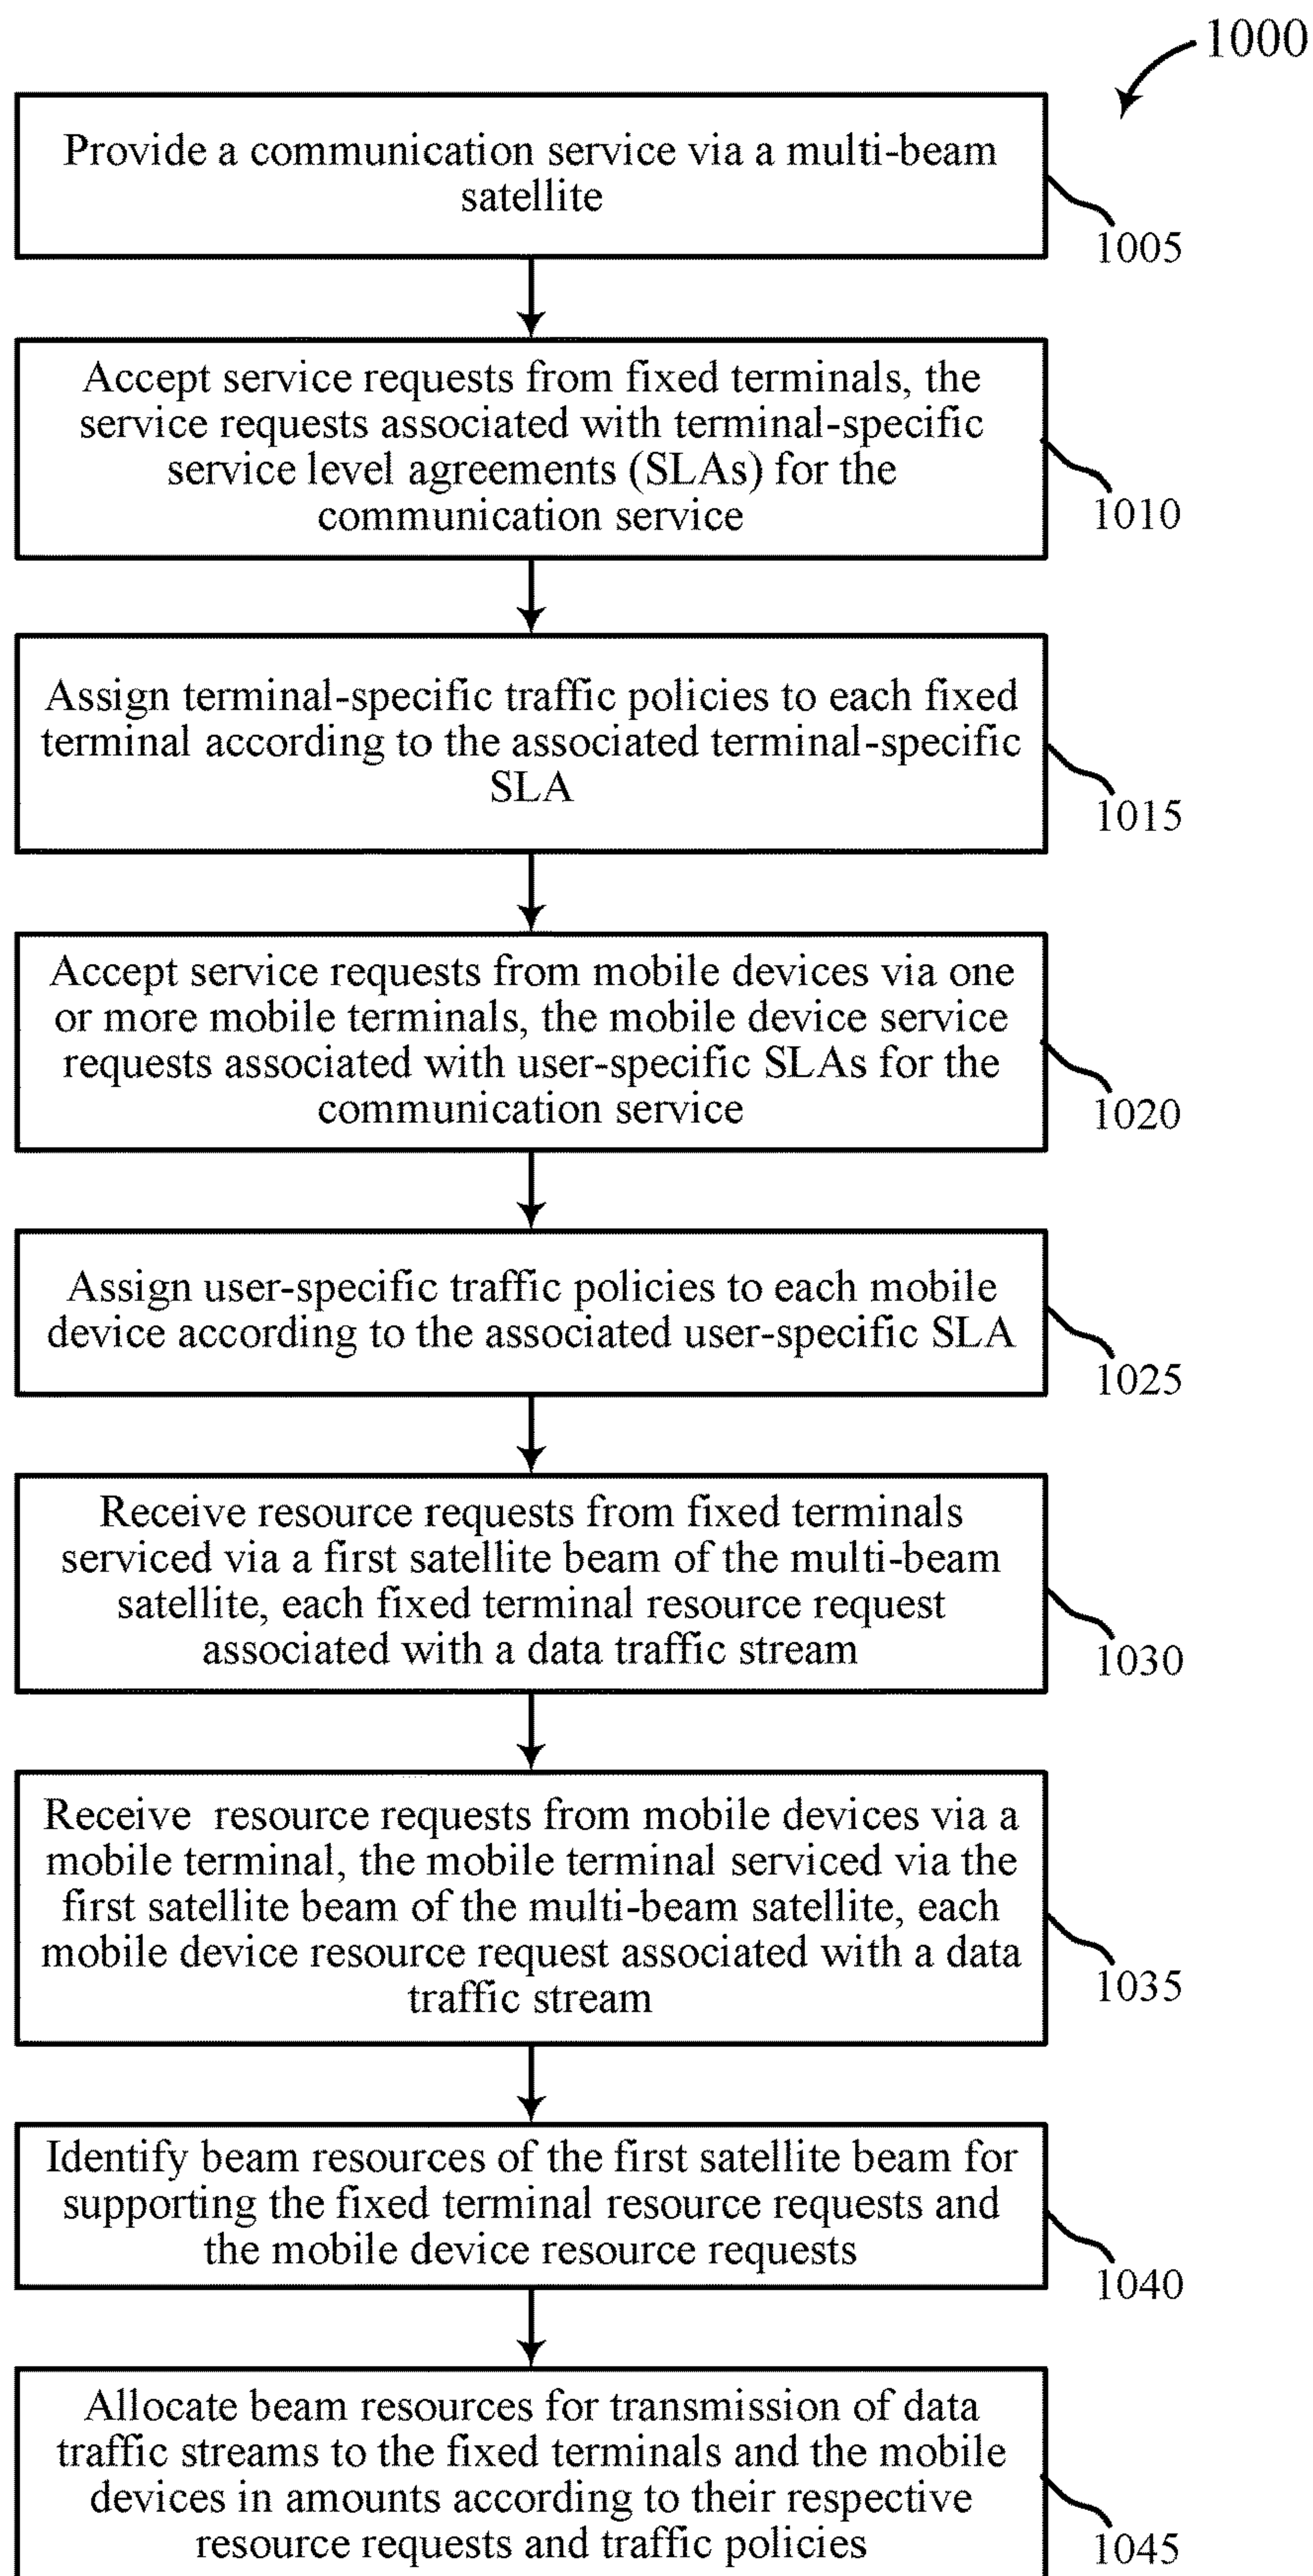 1000
Provide a communication service via a multi-beam
satellite
1005
Accept service requests from fixed terminals, the
service requests associated with terminal-specific
service level agreements (SLAs) for the
communication service
1010
Assign terminal-specific traffic policies to each fixed
terminal according to the associated terminal-specific
SLA
1015
Accept service requests from mobile devices via one
or more mobile terminals, the mobile device service
requests associated with user-specific SLAs for the
communication service
1020
Assign user-specific traffic policies to each mobile
device according to the associated user-specific SLA
1025
Receive resource requests from fixed terminals
serviced via a first satellite beam of the multi-beam
satellite, each fixed terminal resource request
associated with a data traffic stream
1030
Receive resource requests from mobile devices via a
mobile terminal, the mobile terminal serviced via the
first satellite beam of the multi-beam satellite, each
mobile device resource request associated with a data
traffic stream
1035
Identify beam resources of the first satellite beam for
supporting the fixed terminal resource requests and
the mobile device resource requests
1040
Allocate beam resources for transmission of data
traffic streams to the fixed terminals and the mobile
devices in amounts according to their respective
resource requests and traffic policies
1045